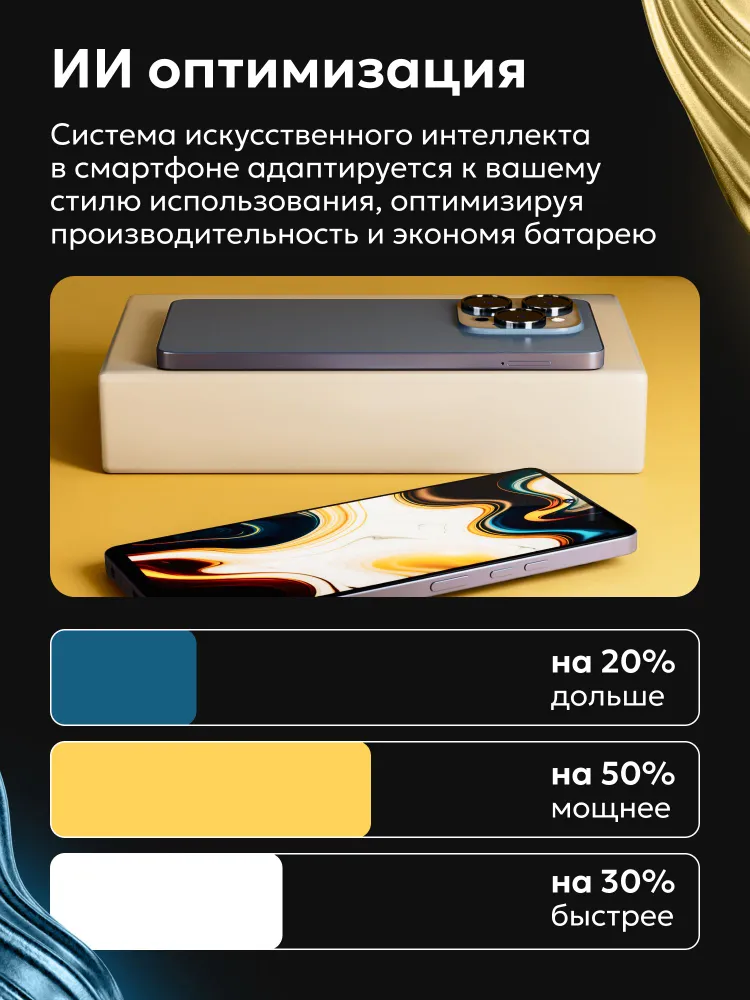 ИИ оптимизация
Система искусственного интеллекта
в смартфоне адаптируется к вашему
стилю использования, оптимизируя
производительность и экономя батарею
на 20%
дольше
на 50%
мощнее
на 30%
быстрее